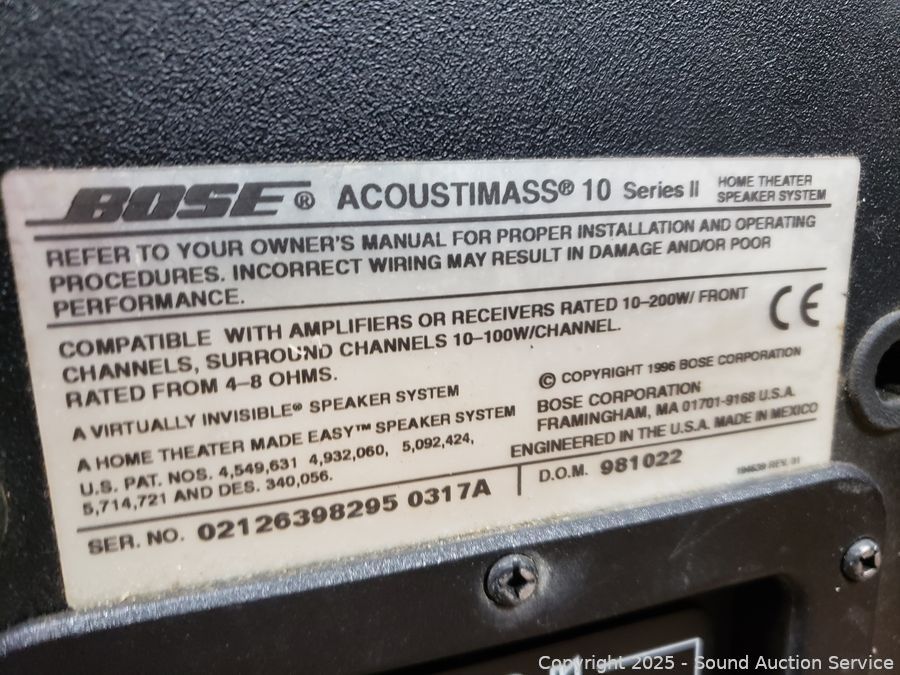 BOSE® ACOUSTIMASS® 10 Series II HOME THEATER SPEAKER SYSTEM
REFER TO YOUR OWNER'S MANUAL FOR PROPER INSTALLATION AND OPERATING
PROCEDURES. INCORRECT WIRING MAY RESULT IN DAMAGE AND/OR POOR
PERFORMANCE.
COMPATIBLE WITH AMPLIFIERS OR RECEIVERS RATED 10–200W/ FRONT
CHANNELS, SURROUND CHANNELS 10–100W/CHANNEL.
RATED FROM 4–8 OHMS.
CE
A VIRTUALLY INVISIBLE® SPEAKER SYSTEM
A HOME THEATER MADE EASY™ SPEAKER SYSTEM
U.S. PAT. NOS. 4,549,631 4,932,060, 5,092,424,
5,714,721 AND DES. 340,056.
© COPYRIGHT 1996 BOSE CORPORATION
BOSE CORPORATION
FRAMINGHAM, MA 01701-9168 U.S.A.
ENGINEERED IN THE U.S.A. MADE IN MEXICO
SER. NO. 02126398295 0317A
D.O.M. 981022
Copyright 2025 - Sound Auction Service